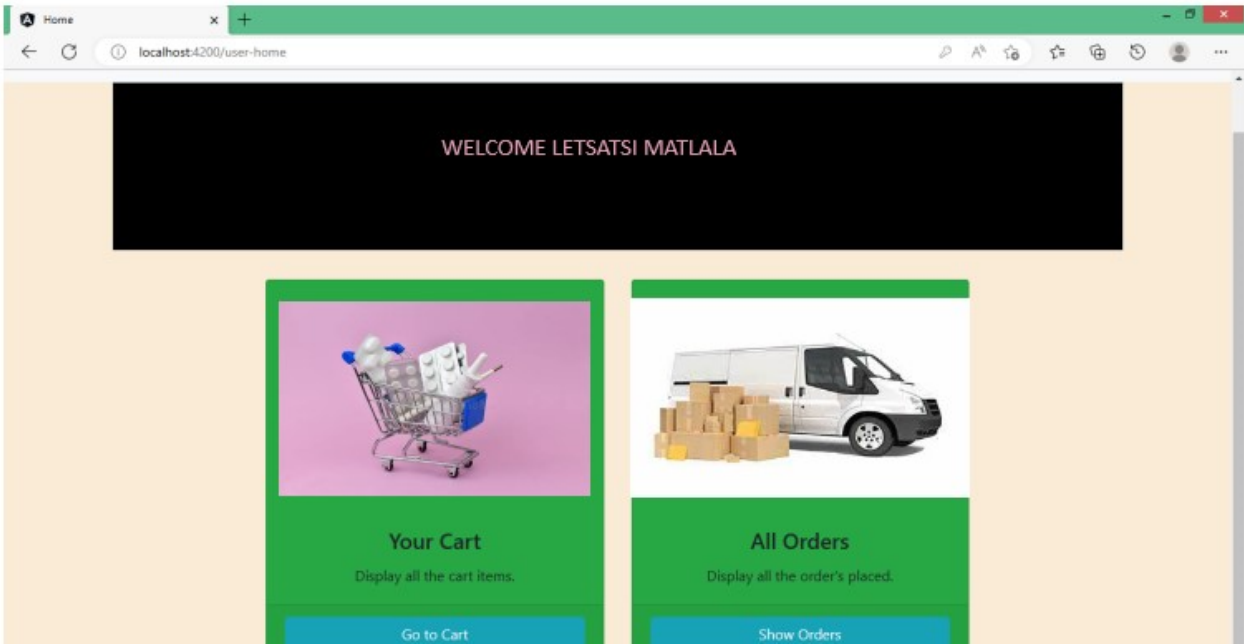 Home
localhost:4200/user-home
WELCOME LETSATSI MATLALA
Your Cart
Display all the cart items.
Go to Cart
All Orders
Display all the order's placed.
Show Orders